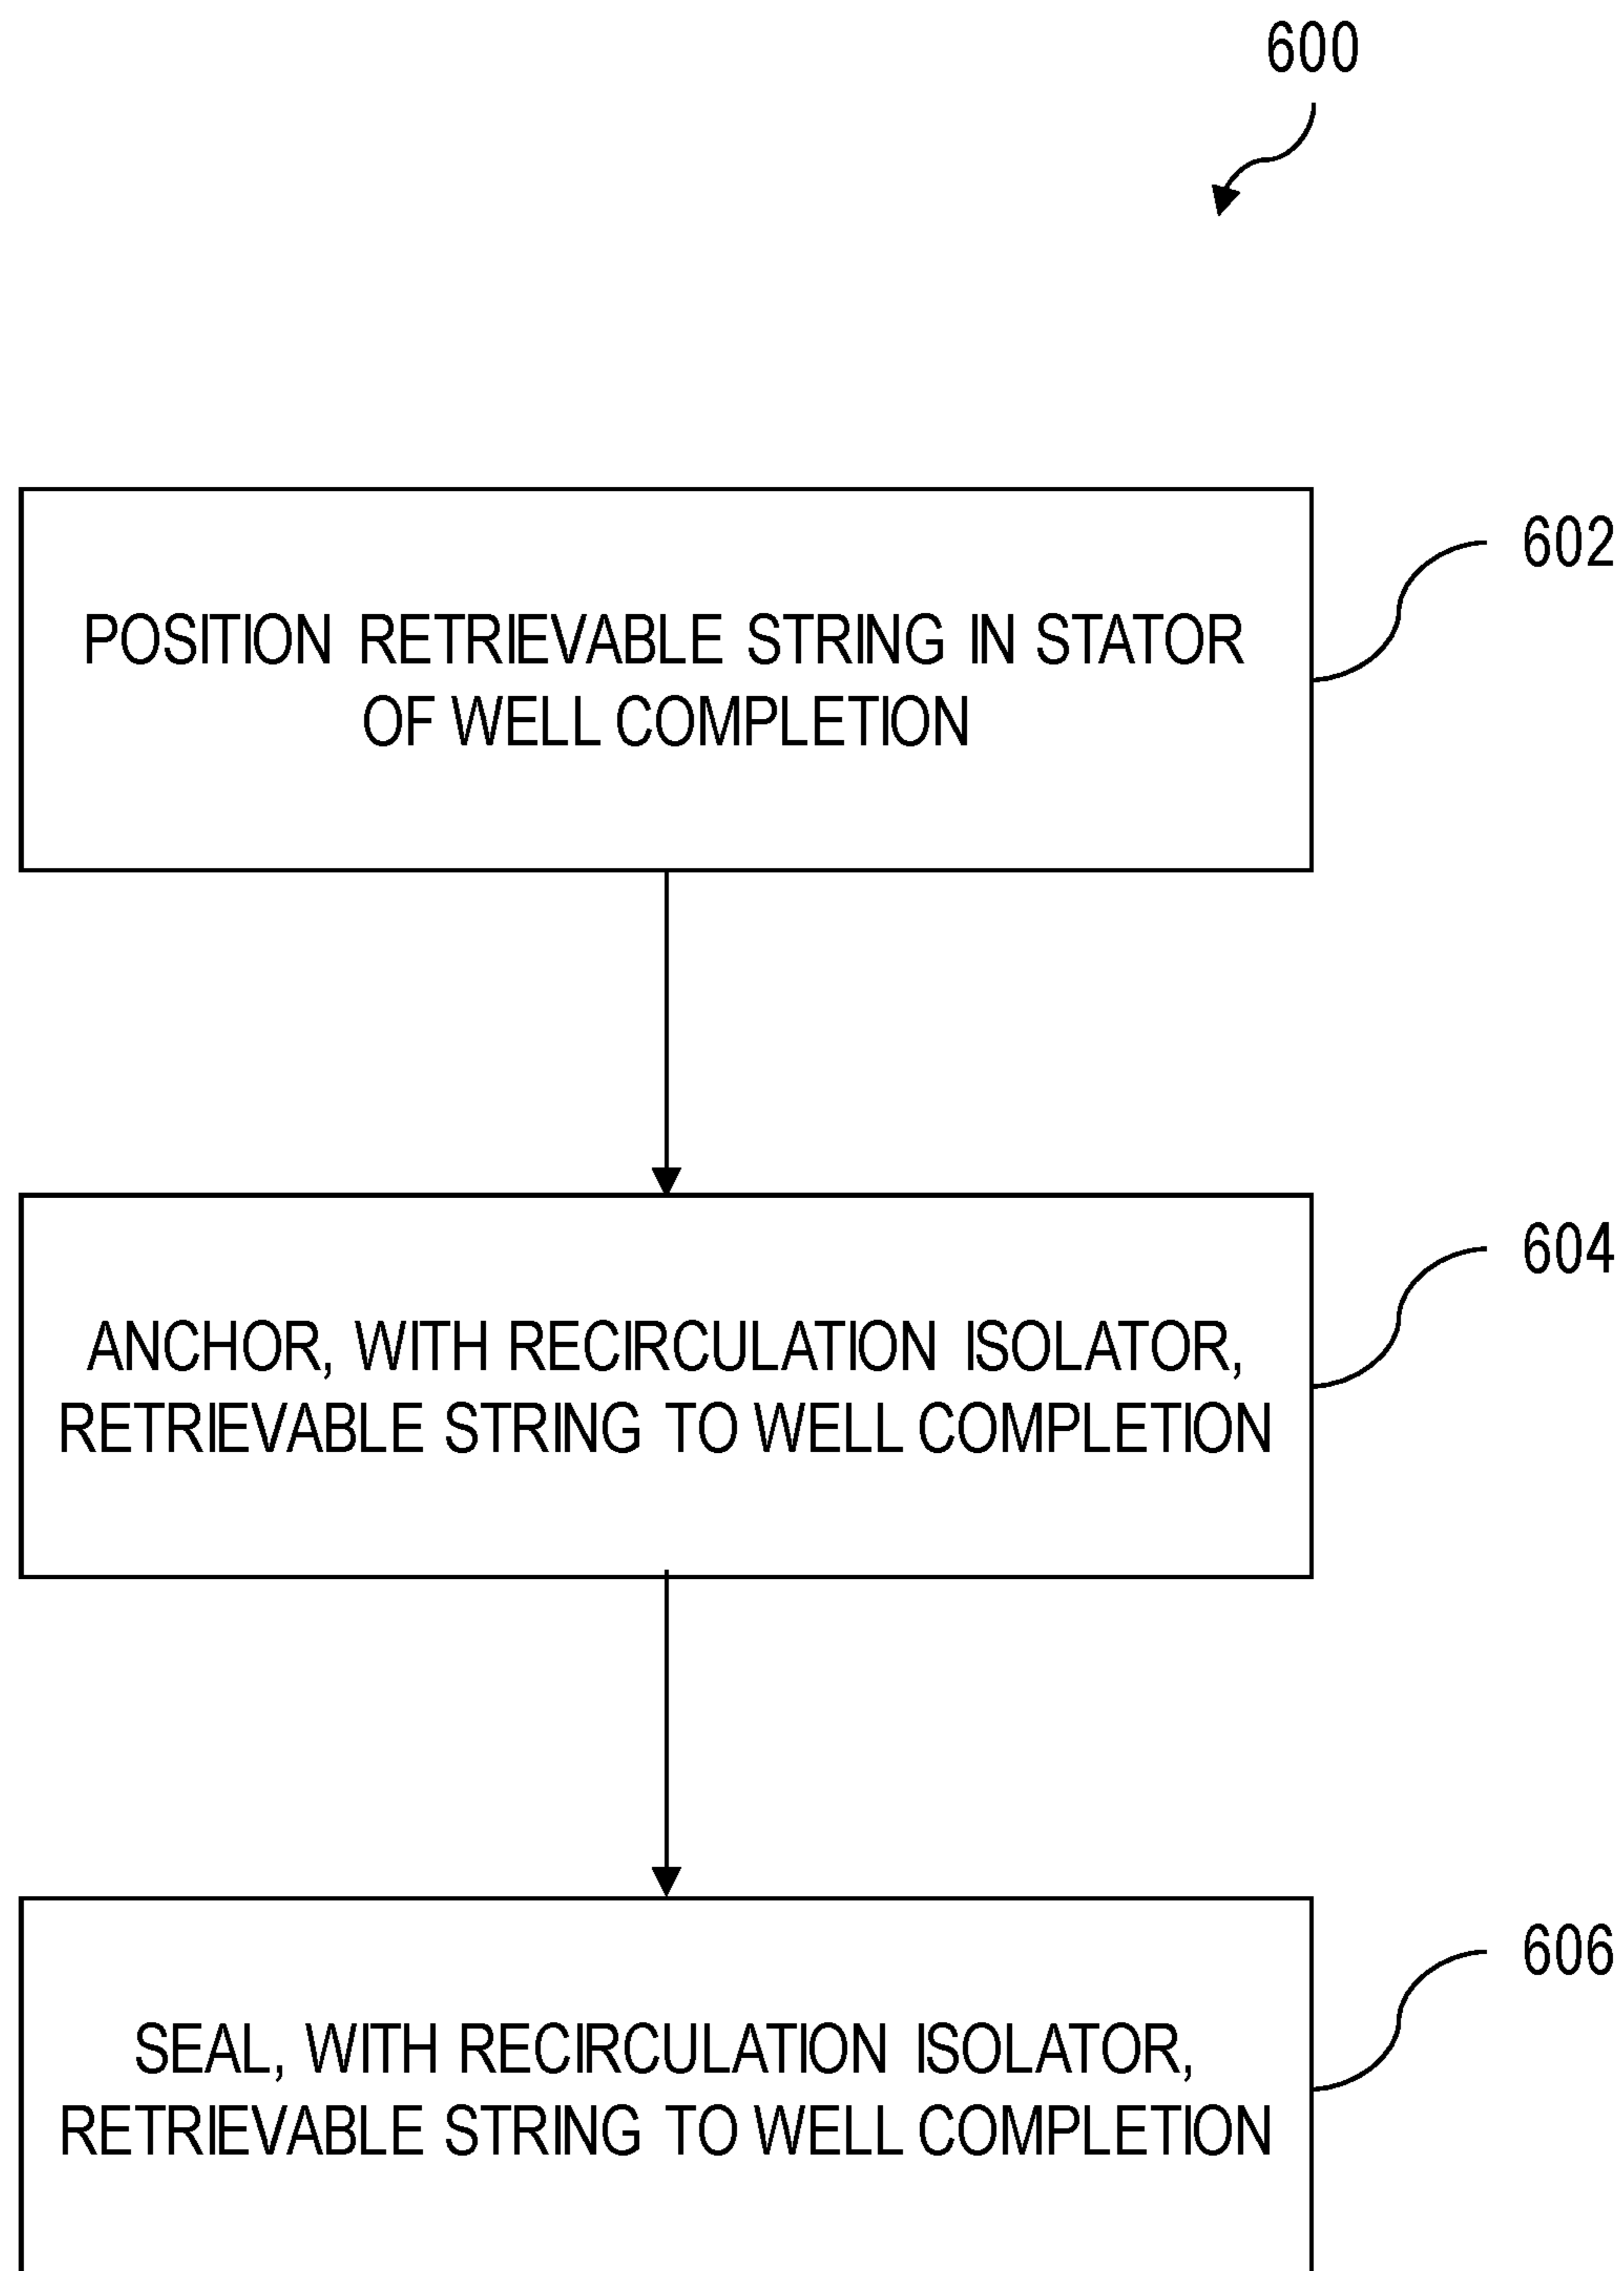 600
POSITION RETRIEVABLE STRING IN STATOR
OF WELL COMPLETION
602
ANCHOR, WITH RECIRCULATION ISOLATOR,
RETRIEVABLE STRING TO WELL COMPLETION
604
SEAL, WITH RECIRCULATION ISOLATOR,
RETRIEVABLE STRING TO WELL COMPLETION
606